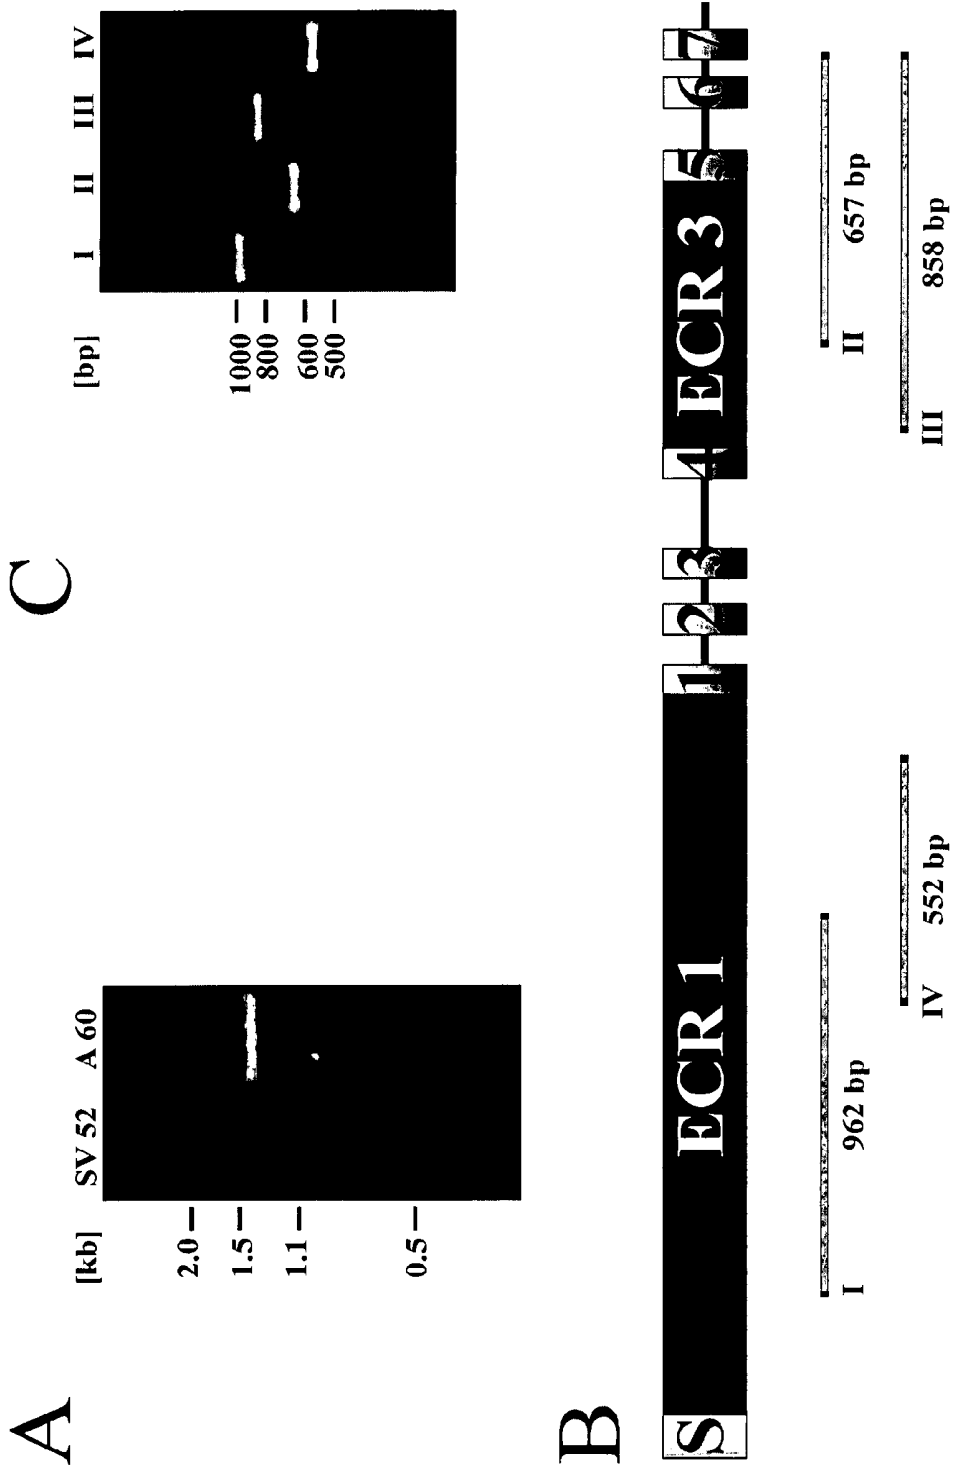 A
[kb]
SV 52 A 60
2.0
1.5
1.1
0.5
C
[bp]
I II III IV
1000
800
600
500
B
S ECR 1 1 2 3 4 ECR 3 5 6 7
I 962 bp
II 657 bp
IV 552 bp
III 858 bp